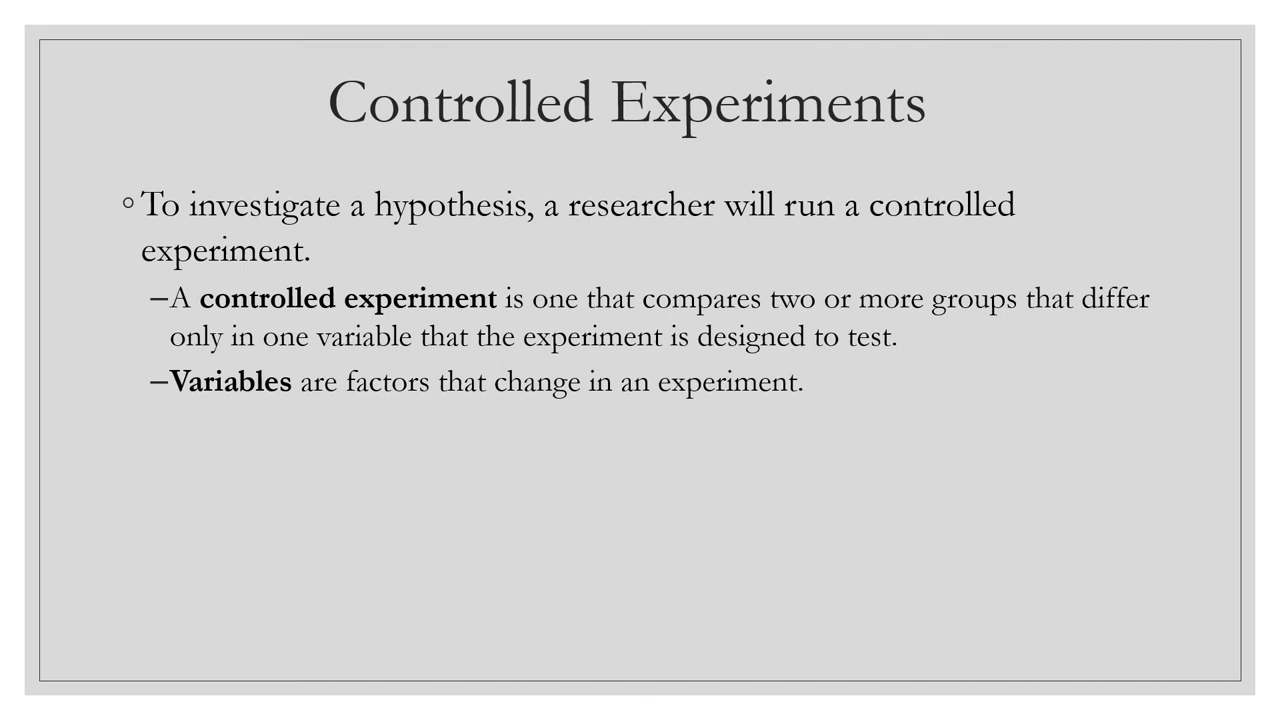 Controlled Experiments
◦ To investigate a hypothesis, a researcher will run a controlled
experiment.
–A controlled experiment is one that compares two or more groups that differ
only in one variable that the experiment is designed to test.
–Variables are factors that change in an experiment.